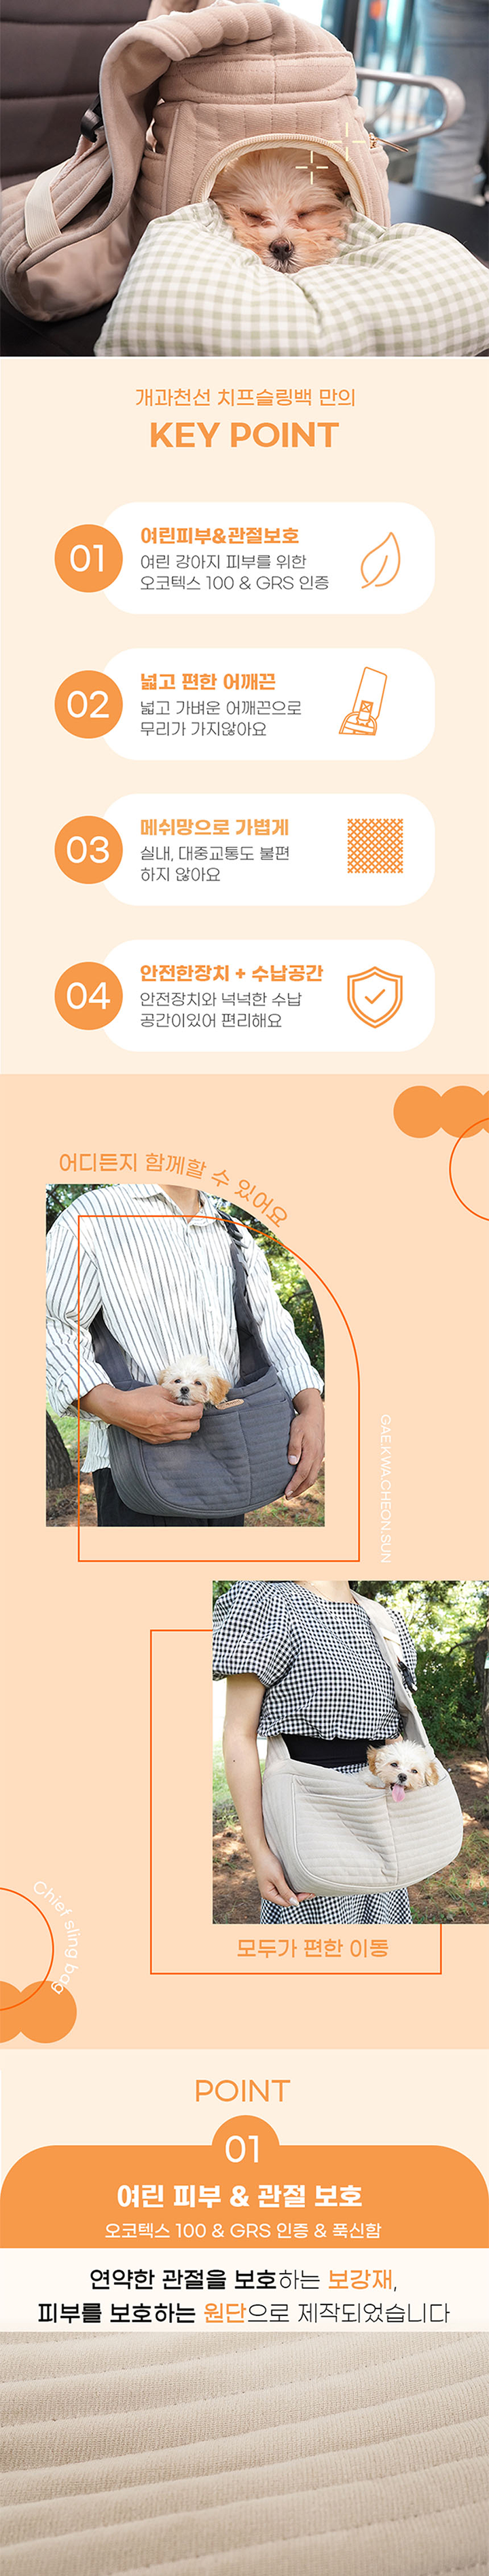 개과천선 치프슬링백 만의
KEY POINT
01
여린피부&관절보호
여린 강아지 피부를 위한
오코텍스 100 & GRS 인증
02
넓고 편한 어깨끈
넓고 가벼운 어깨끈으로
무리가 가지않아요
03
메쉬망으로 가볍게
실내, 대중교통도 불편
하지 않아요
04
안전한장치 + 수납공간
안전장치와 넉넉한 수납
공간이있어 편리해요
어디든지 함께할 수 있어요
GAE.KWA.CHEON.SUN
모두가 편한 이동
Chief sling bag
POINT
01
여린 피부 & 관절 보호
오코텍스 100 & GRS 인증 & 푹신함
연약한 관절을 보호하는 보강재,
피부를 보호하는 원단으로 제작되었습니다